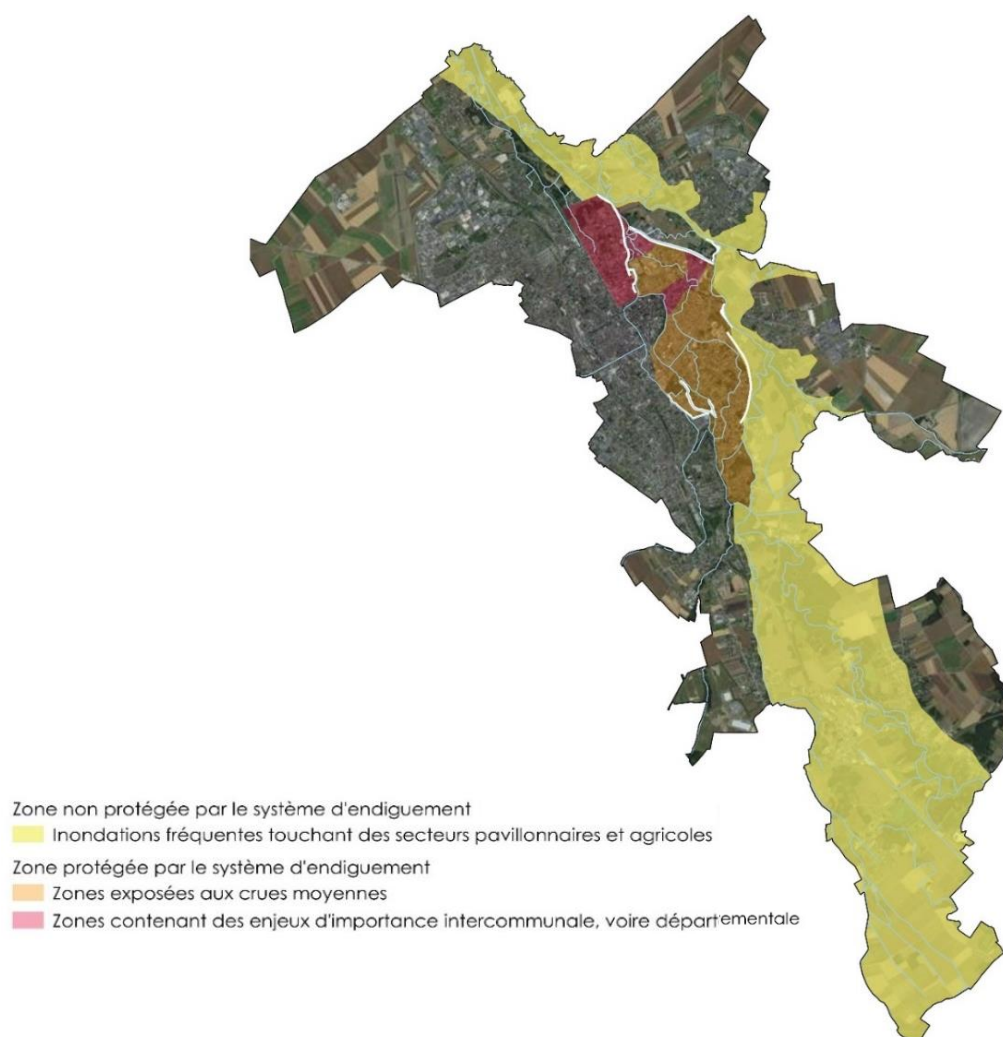 Zone non protégée par le système d'endiguement
Inondations fréquentes touchant des secteurs pavillonnaires et agricoles
Zone protégée par le système d'endiguement
Zones exposées aux crues moyennes
Zones contenant des enjeux d'importance intercommunale, voire départementale